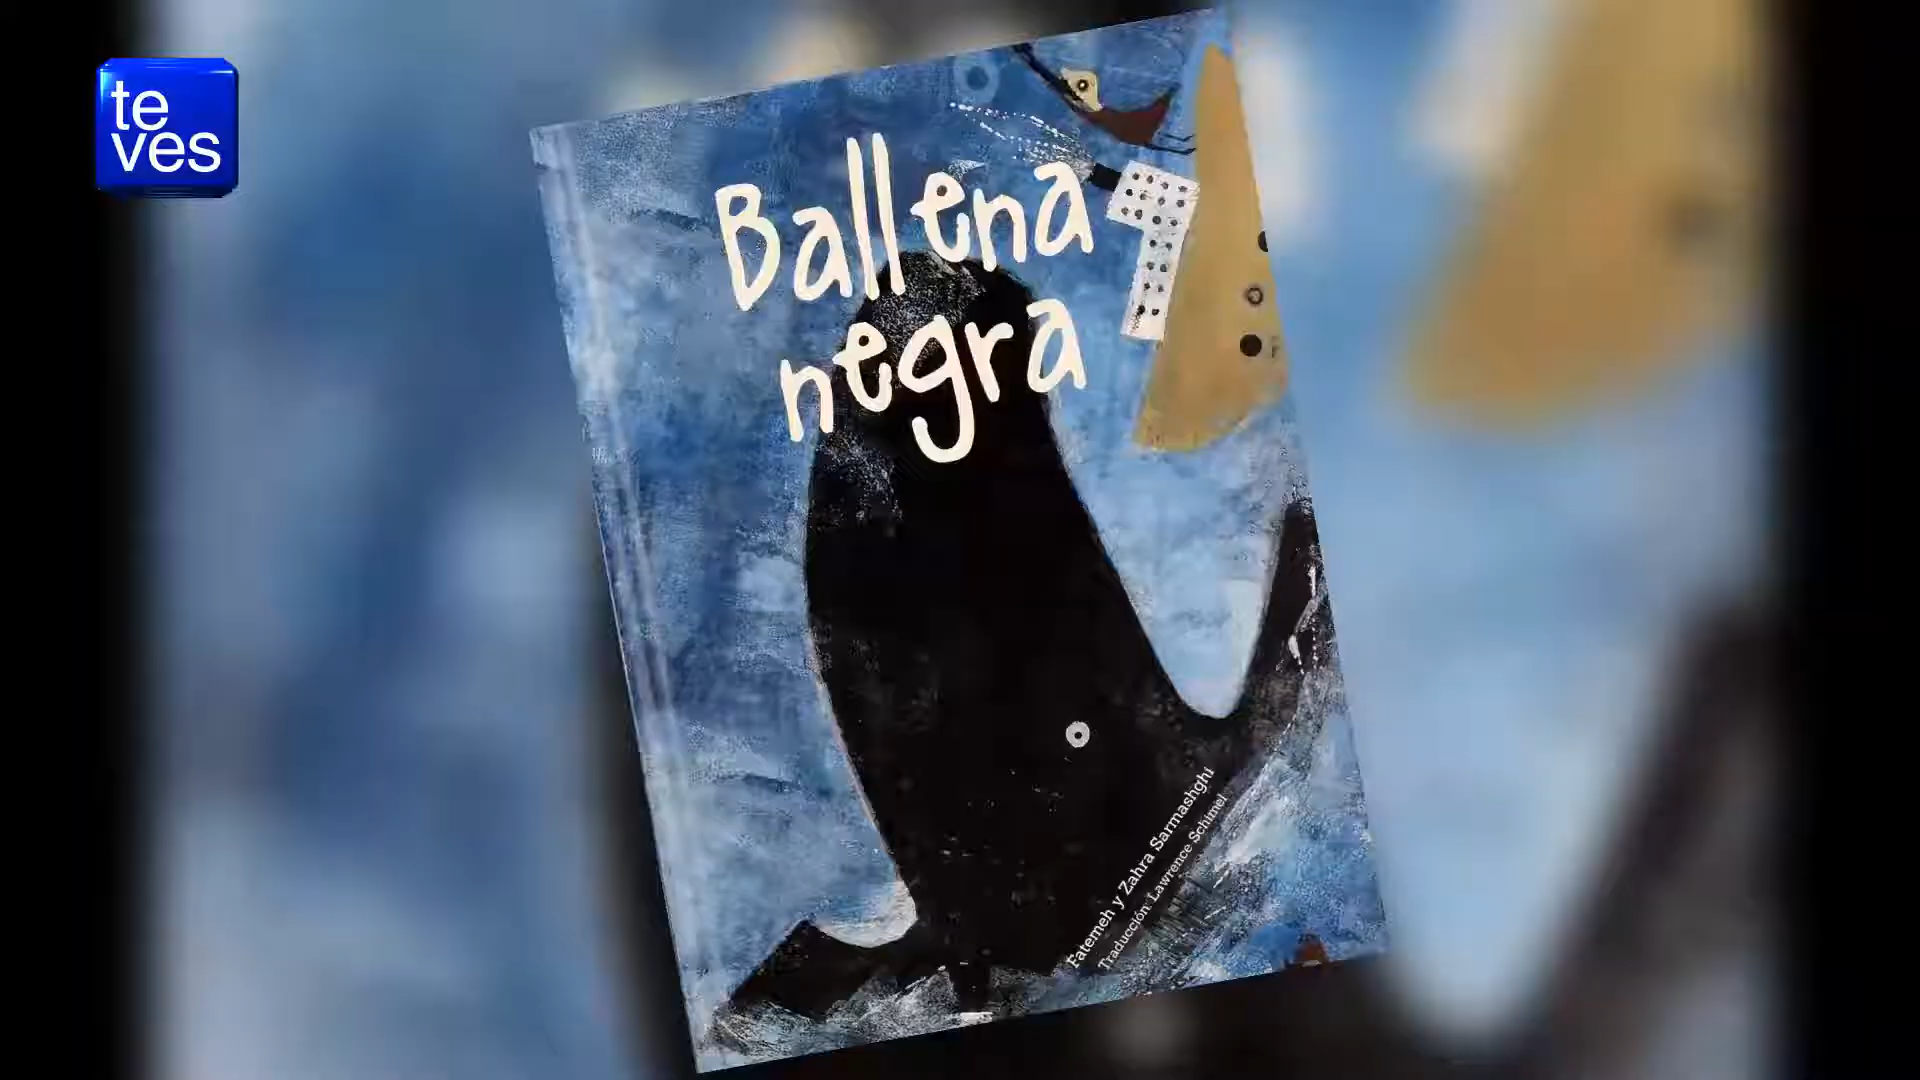 te
ves
Ballena
negra
Fatemeh y Zahra Sarmashghi
Traducción: Lawrence Schimel